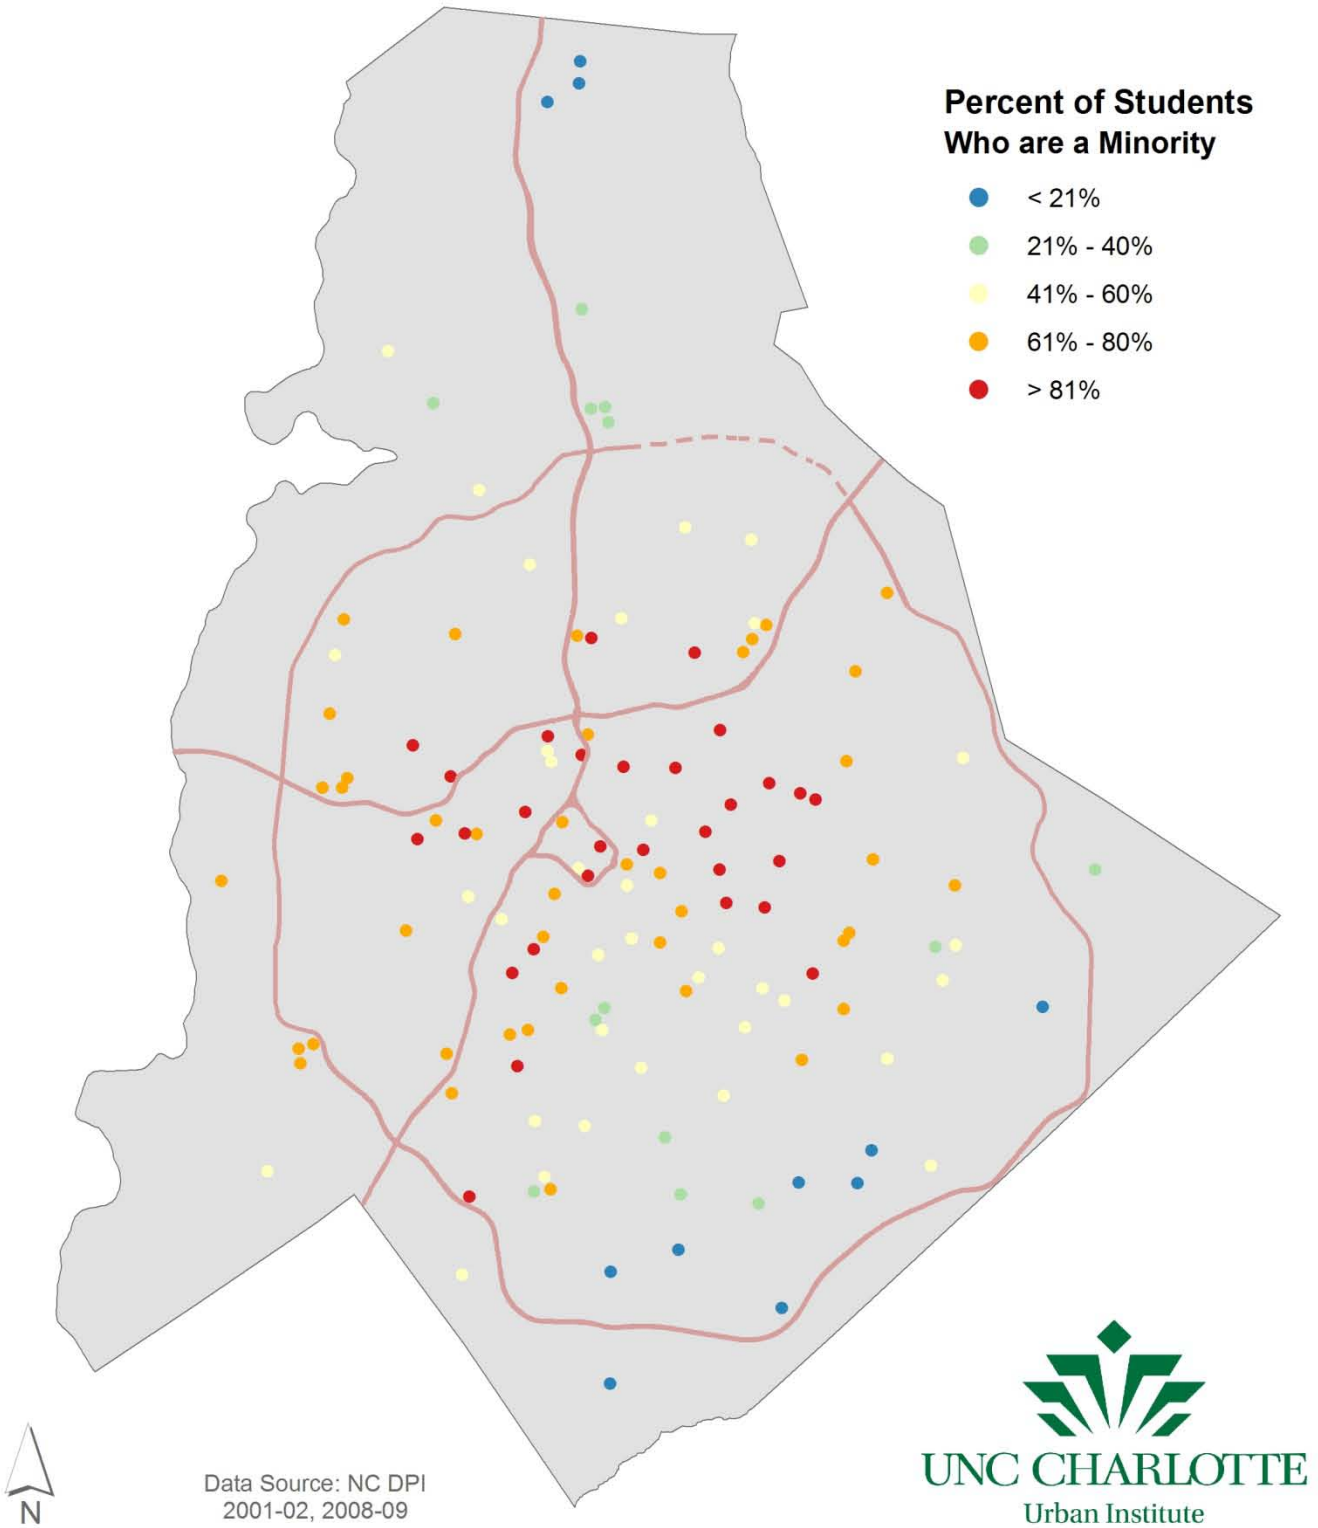 Percent of Students
Who are a Minority
< 21%
21% - 40%
41% - 60%
61% - 80%
> 81%
N
Data Source: NC DPI
2001-02, 2008-09
UNC CHARLOTTE
Urban Institute